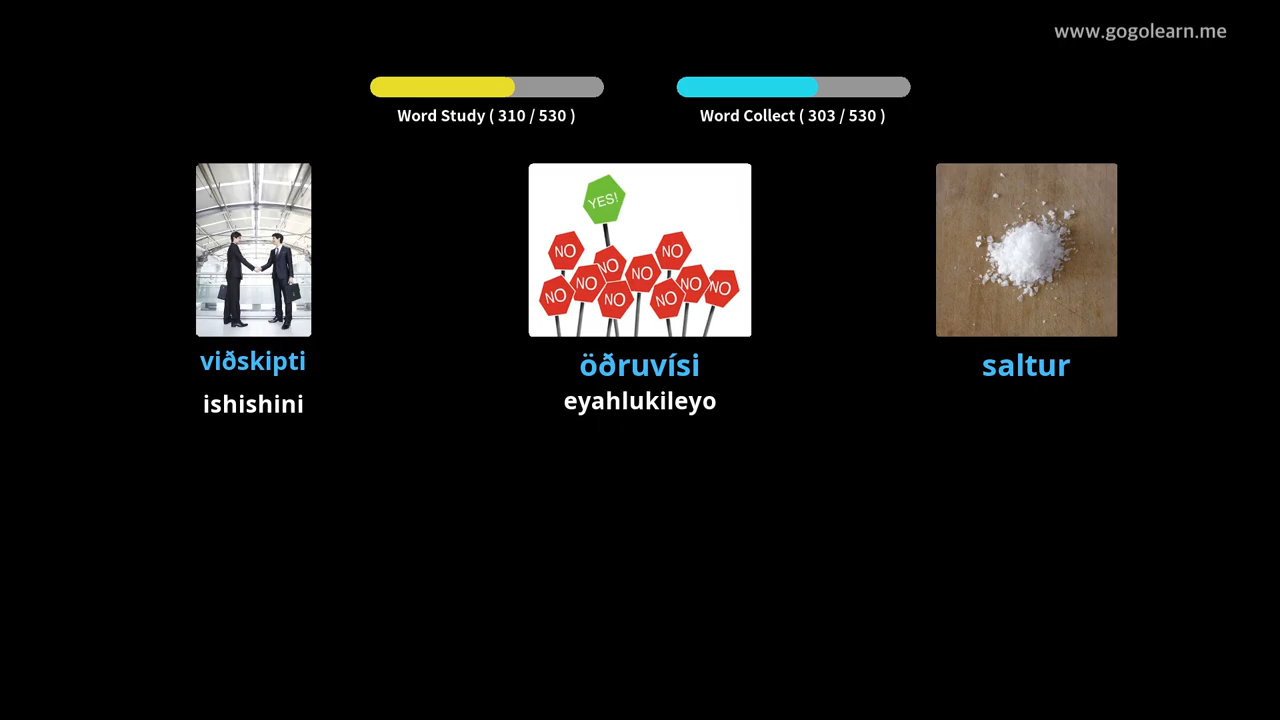 www.gogolearn.me
Word Study ( 310 / 530 )
Word Collect ( 303 / 530 )
YES!
NO
NO
NO
NO
NO
NO
NO
NO
NO
NO
viðskipti
öðruvísi
saltur
ishishini
eyahlukileyo